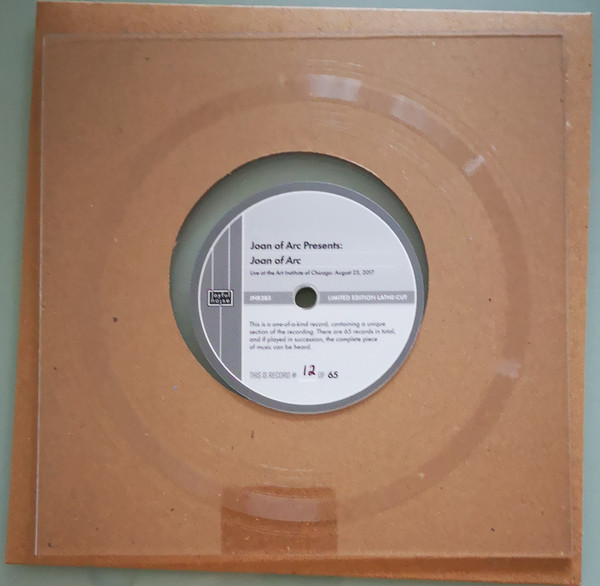 Joan of Arc Presents:
Joan of Arc
Live at the Art Institute of Chicago: August 25, 2017
joyful
noise
JNR265 LIMITED EDITION LATHE-CUT
This is a one-of-a-kind record, containing a unique
section of the recording. There are 65 records in total,
and if played in succession, the complete piece
of music can be heard.
THIS IS RECORD # 12 OF 65